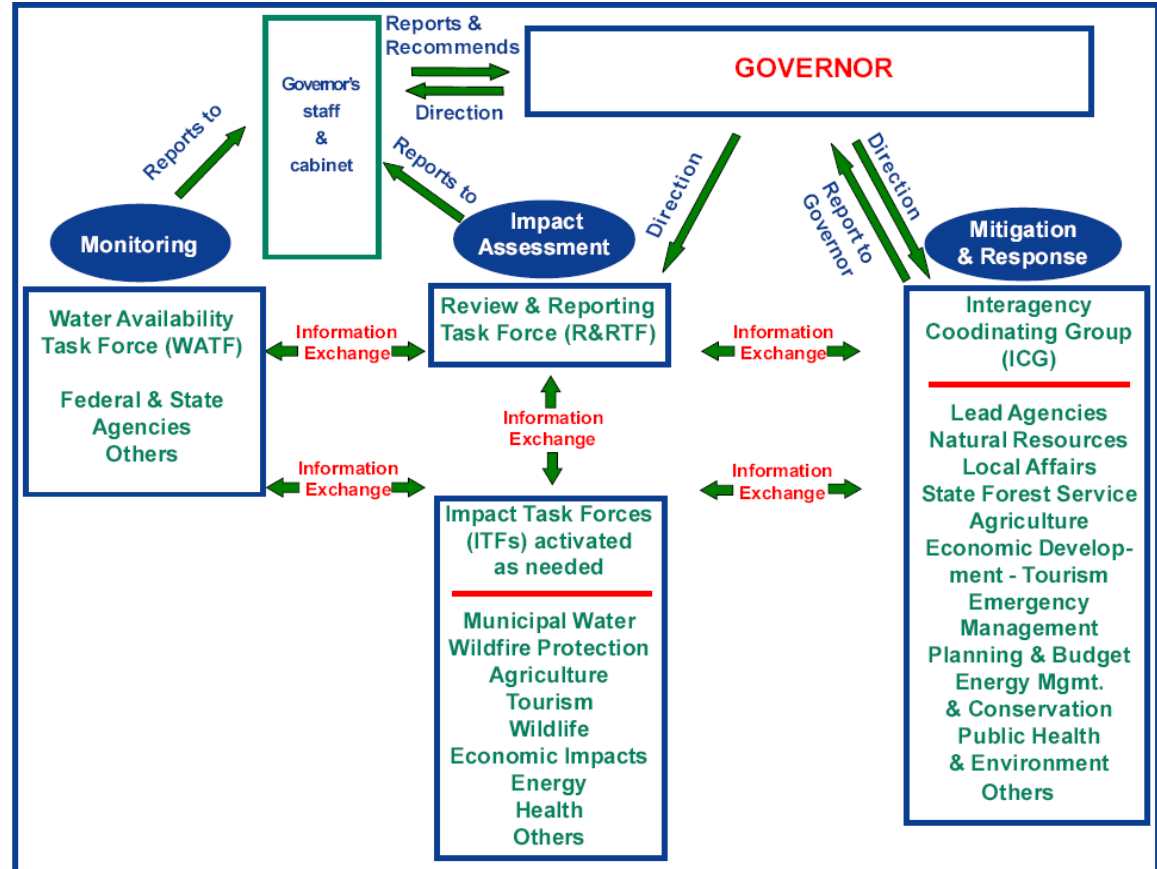 Reports &
Recommends
GOVERNOR
Governor's
staff
&
cabinet
Direction
Reports to
Reports to
Direction
Direction
Report to
Governor
Monitoring
Impact
Assessment
Mitigation
& Response
Water Availability
Task Force (WATF)
Federal & State
Agencies
Others
Information
Exchange
Review & Reporting
Task Force (R&RTF)
Information
Exchange
Information
Exchange
Information
Exchange
Information
Exchange
Impact Task Forces
(ITFs) activated
as needed
Municipal Water
Wildfire Protection
Agriculture
Tourism
Wildlife
Economic Impacts
Energy
Health
Others
Interagency
Coodinating Group
(ICG)
Lead Agencies
Natural Resources
Local Affairs
State Forest Service
Agriculture
Economic Develop-
ment - Tourism
Emergency
Management
Planning & Budget
Energy Mgmt.
& Conservation
Public Health
& Environment
Others